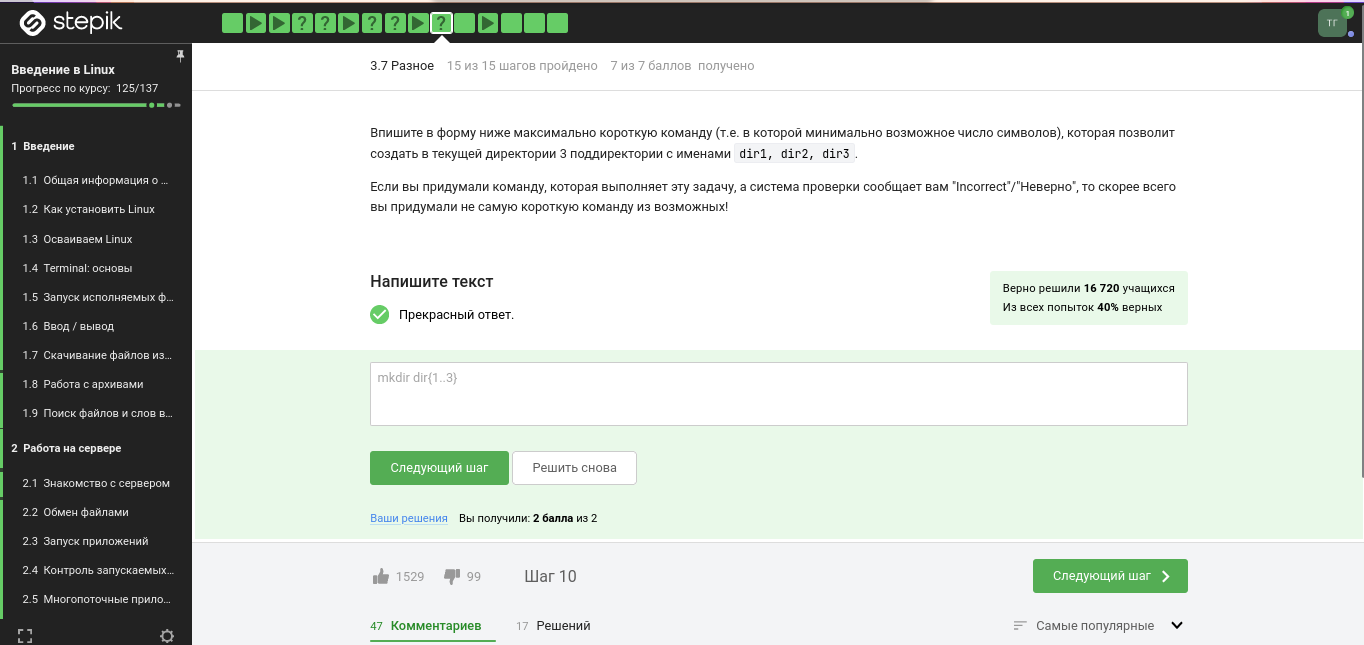 stepik
? ? ? ? ?
ТГ 1
Введение в Linux
Прогресс по курсу: 125/137
1 Введение
1.1 Общая информация о ...
1.2 Как установить Linux
1.3 Осваиваем Linux
1.4 Terminal: основы
1.5 Запуск исполняемых ф...
1.6 Ввод / вывод
1.7 Скачивание файлов из...
1.8 Работа с архивами
1.9 Поиск файлов и слов в...
2 Работа на сервере
2.1 Знакомство с сервером
2.2 Обмен файлами
2.3 Запуск приложений
2.4 Контроль запускаемых...
2.5 Многопоточные прило...
3.7 Разное 15 из 15 шагов пройдено 7 из 7 баллов получено
Впишите в форму ниже максимально короткую команду (т.е. в которой минимально возможное число символов), которая позволит
создать в текущей директории 3 поддиректории с именами dir1, dir2, dir3.
Если вы придумали команду, которая выполняет эту задачу, а система проверки сообщает вам "Incorrect"/"Неверно", то скорее всего
вы придумали не самую короткую команду из возможных!
Напишите текст
Прекрасный ответ.
Верно решили 16 720 учащихся
Из всех попыток 40% верных
mkdir dir{1..3}
Следующий шаг Решить снова
Ваши решения Вы получили: 2 балла из 2
1529 99 Шаг 10 Следующий шаг
47 Комментариев 17 Решений Самые популярные